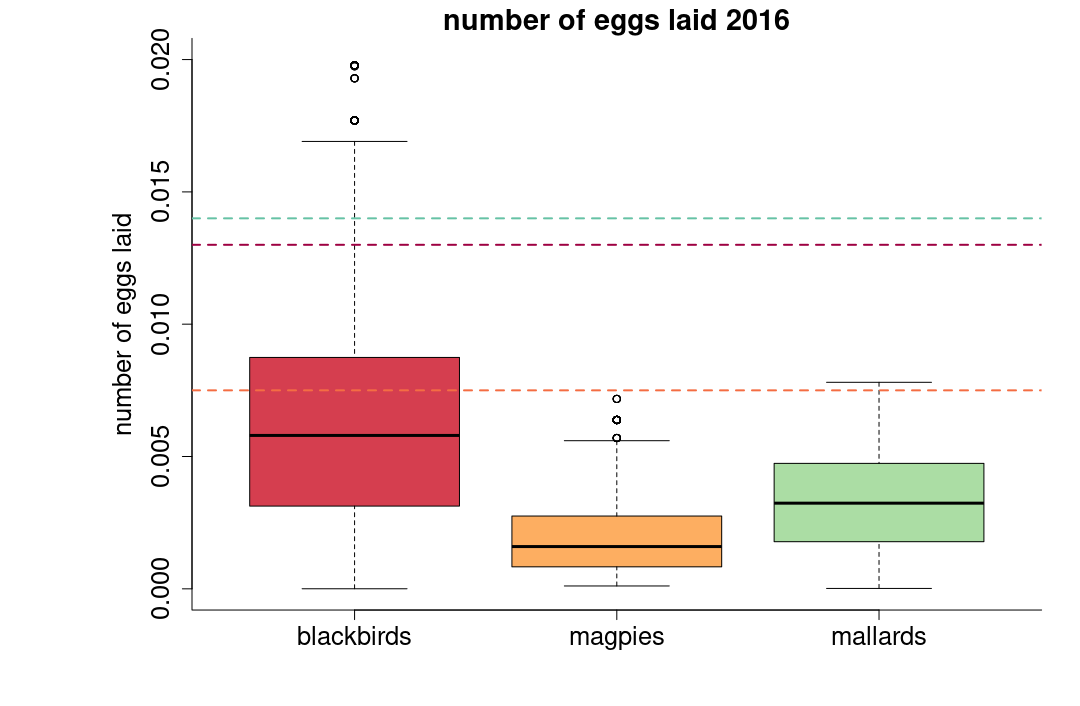 number of eggs laid 2016
number of eggs laid
0.020
0.015
0.010
0.005
0.000
blackbirds
magpies
mallards